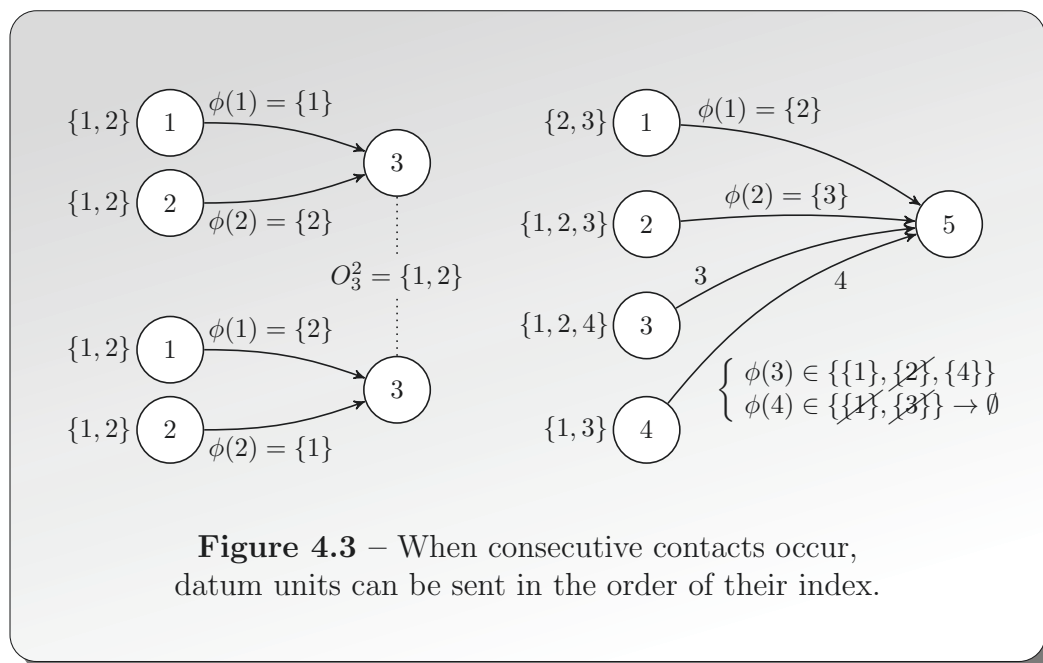 {1, 2} 1 ϕ(1) = {1}
3
{1, 2} 2 ϕ(2) = {2}
O₃² = {1, 2}
{1, 2} 1 ϕ(1) = {2}
3
{1, 2} 2 ϕ(2) = {1}
{2, 3} 1 ϕ(1) = {2}
{1, 2, 3} 2 ϕ(2) = {3}
5
{1, 2, 4} 3 3
{1, 3} 4 4
ϕ(3) ∈ {{1}, {2}, {4}}
ϕ(4) ∈ {{1}, {3}} → ∅
Figure 4.3 – When consecutive contacts occur,
datum units can be sent in the order of their index.